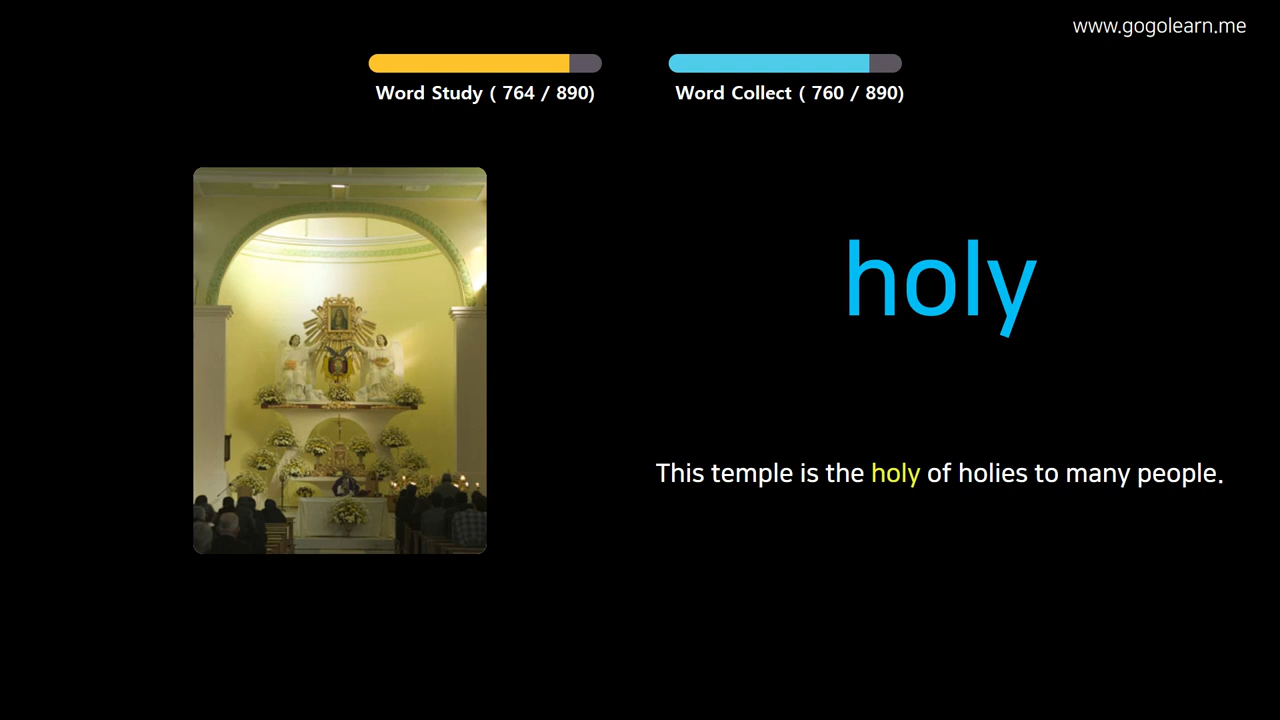 www.gogolearn.me
Word Study ( 764 / 890)
Word Collect ( 760 / 890)
holy
This temple is the holy of holies to many people.